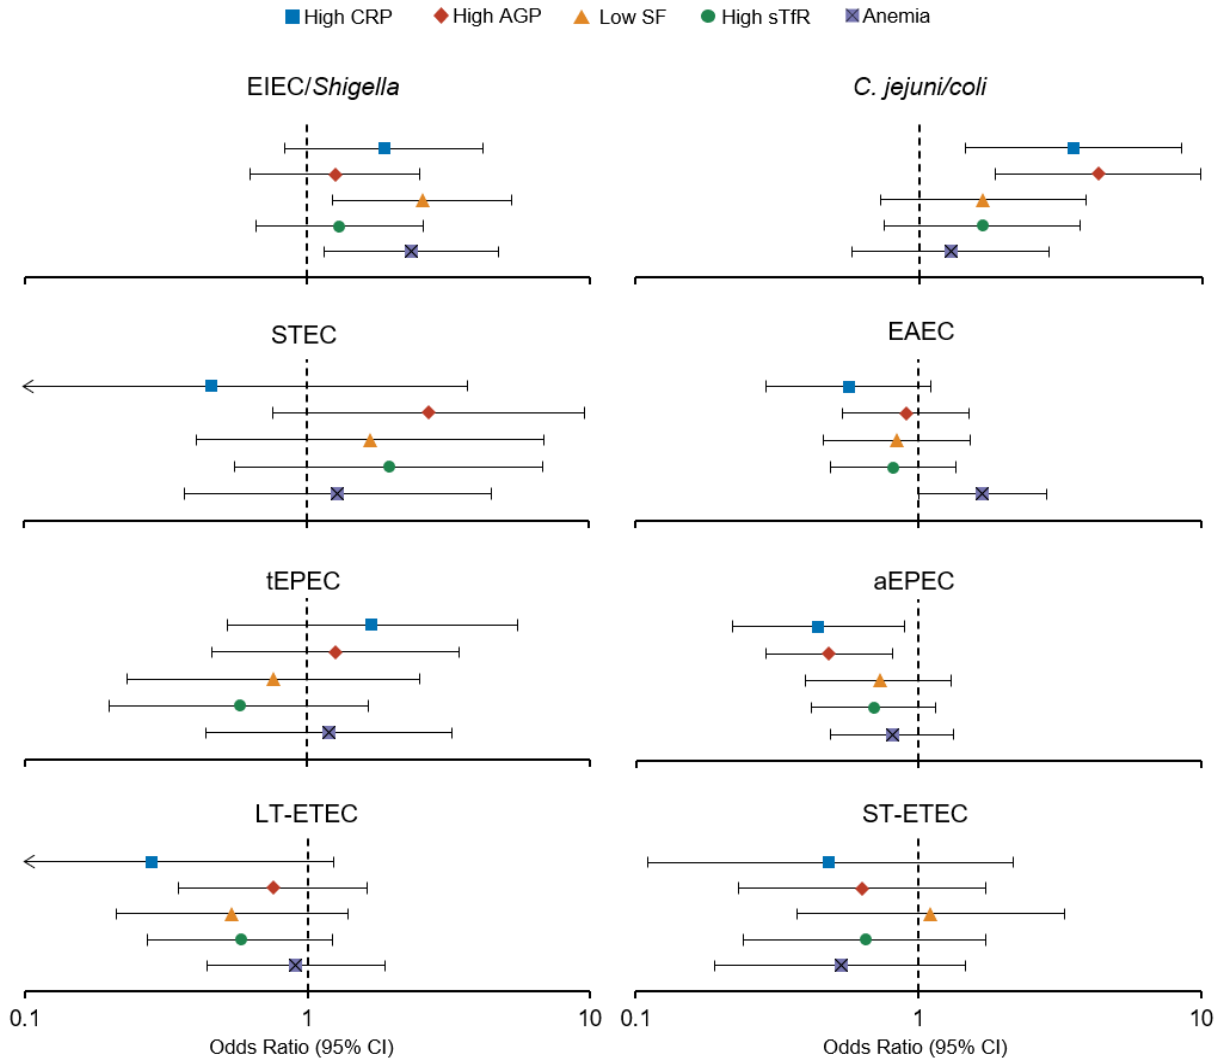 High CRP High AGP Low SF High sTfR Anemia
EIEC/Shigella C. jejuni/coli
STEC EAEC
tEPEC aEPEC
LT-ETEC ST-ETEC
0.1 1 10 0.1 1 10
Odds Ratio (95% CI) Odds Ratio (95% CI)